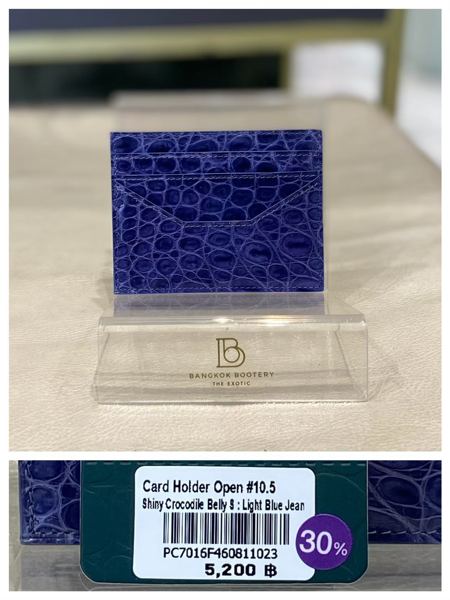 B
BANGKOK BOOTERY
THE EXOTIC
Card Holder Open #10.5
Shiny Crocodile Belly S : Light Blue Jean
PC7016F460811023
30%
5,200 ฿